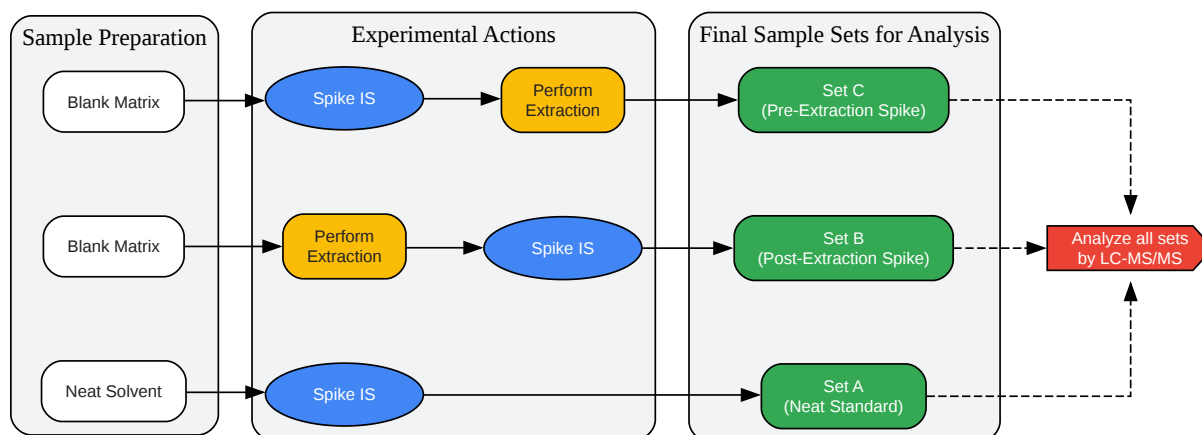 Sample Preparation
Experimental Actions
Final Sample Sets for Analysis
Blank Matrix
Spike IS
Perform
Extraction
Set C
(Pre-Extraction Spike)
Blank Matrix
Perform
Extraction
Spike IS
Set B
(Post-Extraction Spike)
Analyze all sets
by LC-MS/MS
Neat Solvent
Spike IS
Set A
(Neat Standard)